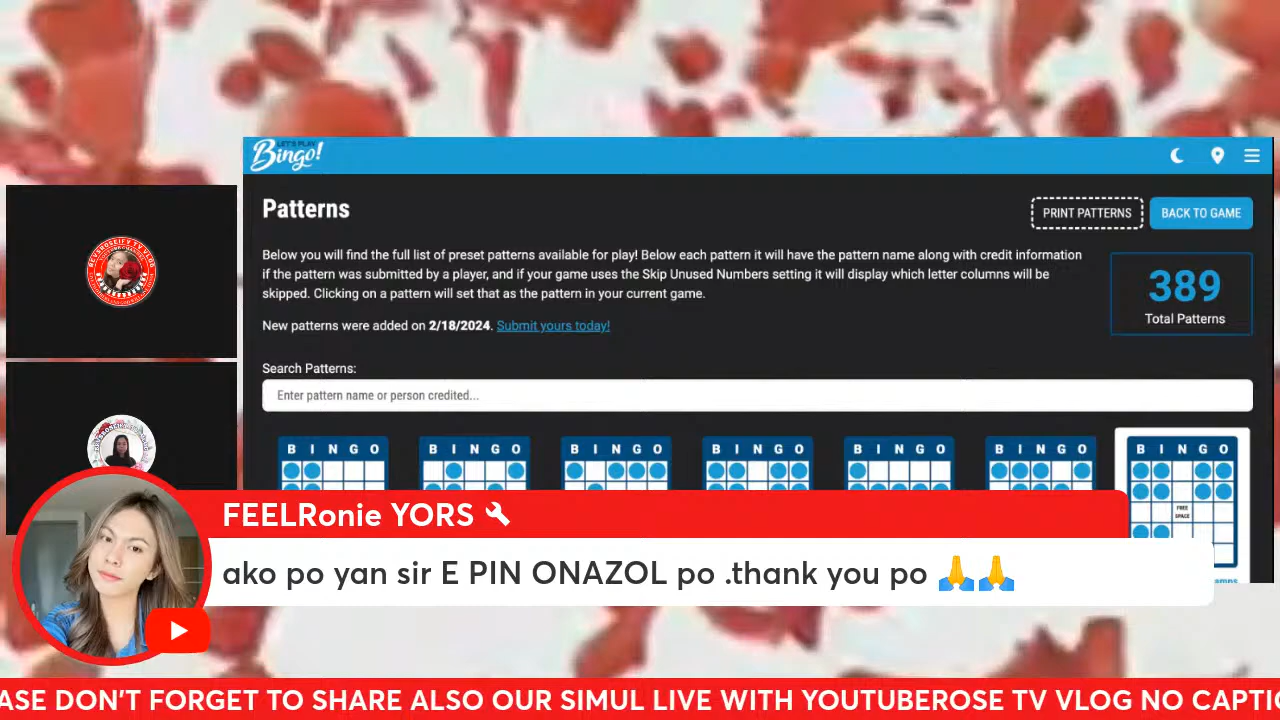 LET'S PLAY
Bingo!
Patterns
PRINT PATTERNS
BACK TO GAME
Below you will find the full list of preset patterns available for play! Below each pattern it will have the pattern name along with credit information
if the pattern was submitted by a player, and if your game uses the Skip Unused Numbers setting it will display which letter columns will be
skipped. Clicking on a pattern will set that as the pattern in your current game.
389
Total Patterns
New patterns were added on 2/18/2024. Submit yours today!
Search Patterns:
Enter pattern name or person credited...
B I N G O
B I N G O
B I N G O
B I N G O
B I N G O
B I N G O
B I N G O
FREE
SPACE
FEELRonie YORS
ako po yan sir E PIN ONAZOL po .thank you po 🙏🙏
ASE DON'T FORGET TO SHARE ALSO OUR SIMUL LIVE WITH YOUTUBEROSE TV VLOG NO CAPTIO